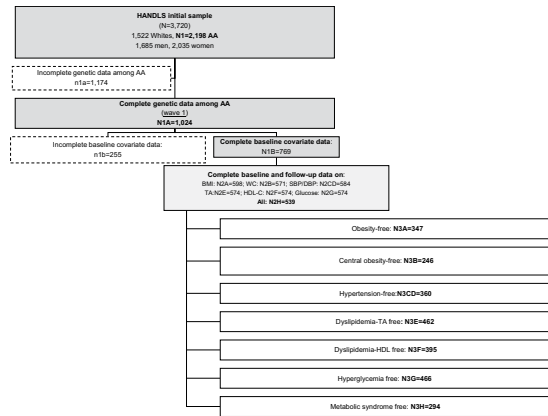 HANDLS initial sample
(N=3,720)
1,522 Whites, N1=2,198 AA
1,685 men, 2,035 women
Incomplete genetic data among AA
n1a=1,174
Complete genetic data among AA
(wave 1)
N1A=1,024
Incomplete baseline covariate data:
n1b=255
Complete baseline covariate data:
N1B=769
Complete baseline and follow-up data on:
BMI: N2A=598; WC: N2B=571; SBP/DBP: N2CD=584
TA:N2E=574; HDL-C: N2F=574; Glucose: N2G=574
All: N2H=539
Obesity-free: N3A=347
Central obesity-free: N3B=246
Hypertension-free:N3CD=360
Dyslipidemia-TA free: N3E=462
Dyslipidemia-HDL free: N3F=395
Hyperglycemia free: N3G=466
Metabolic syndrome free: N3H=294